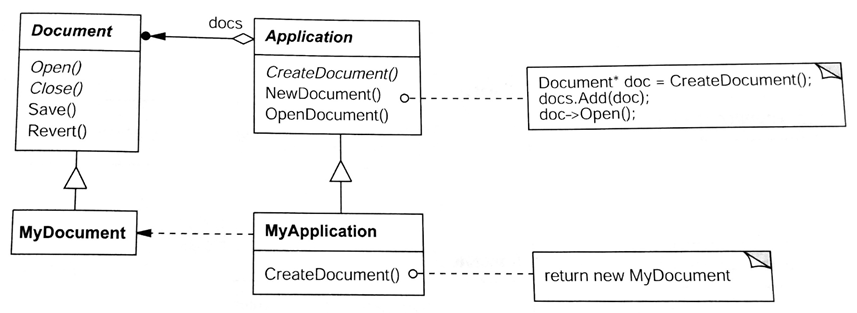 docs
Document
Open()
Close()
Save()
Revert()
Application
CreateDocument()
NewDocument()
OpenDocument()
Document* doc = CreateDocument();
docs.Add(doc);
doc->Open();
MyDocument
MyApplication
CreateDocument()
return new MyDocument